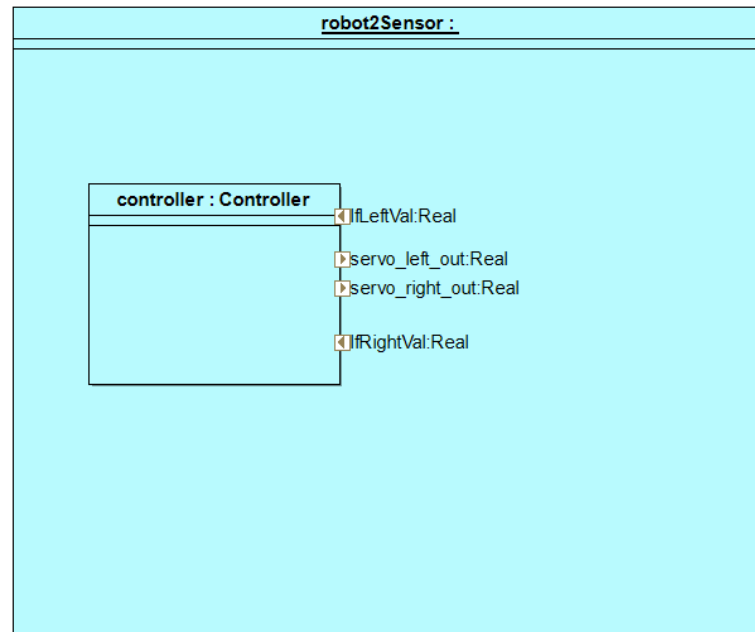 robot2Sensor :
controller : Controller
lfLeftVal:Real
servo_left_out:Real
servo_right_out:Real
lfRightVal:Real